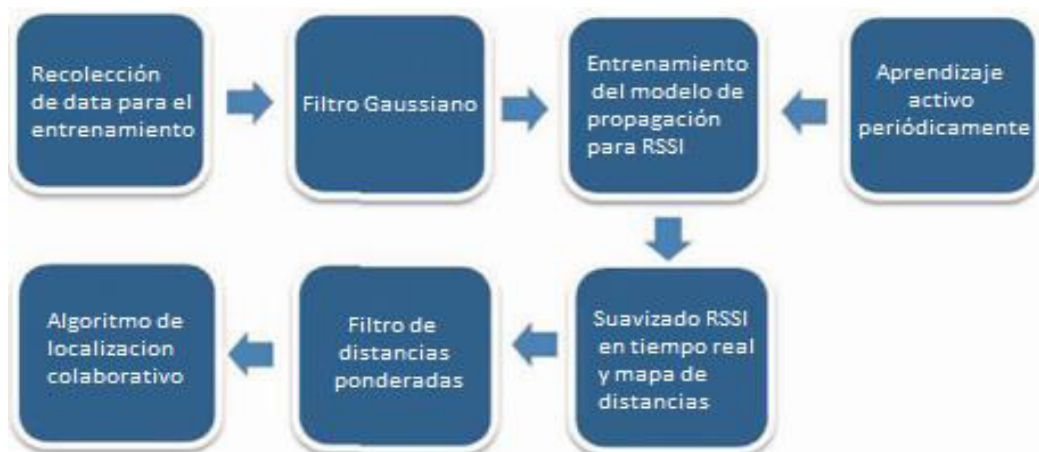 Recolección
de data para el
entrenamiento
Filtro Gaussiano
Entrenamiento
del modelo de
propagación
para RSSI
Aprendizaje
activo
periódicamente
Suavizado RSSI
en tiempo real
y mapa de
distancias
Filtro de
distancias
ponderadas
Algoritmo de
localizacion
colaborativo